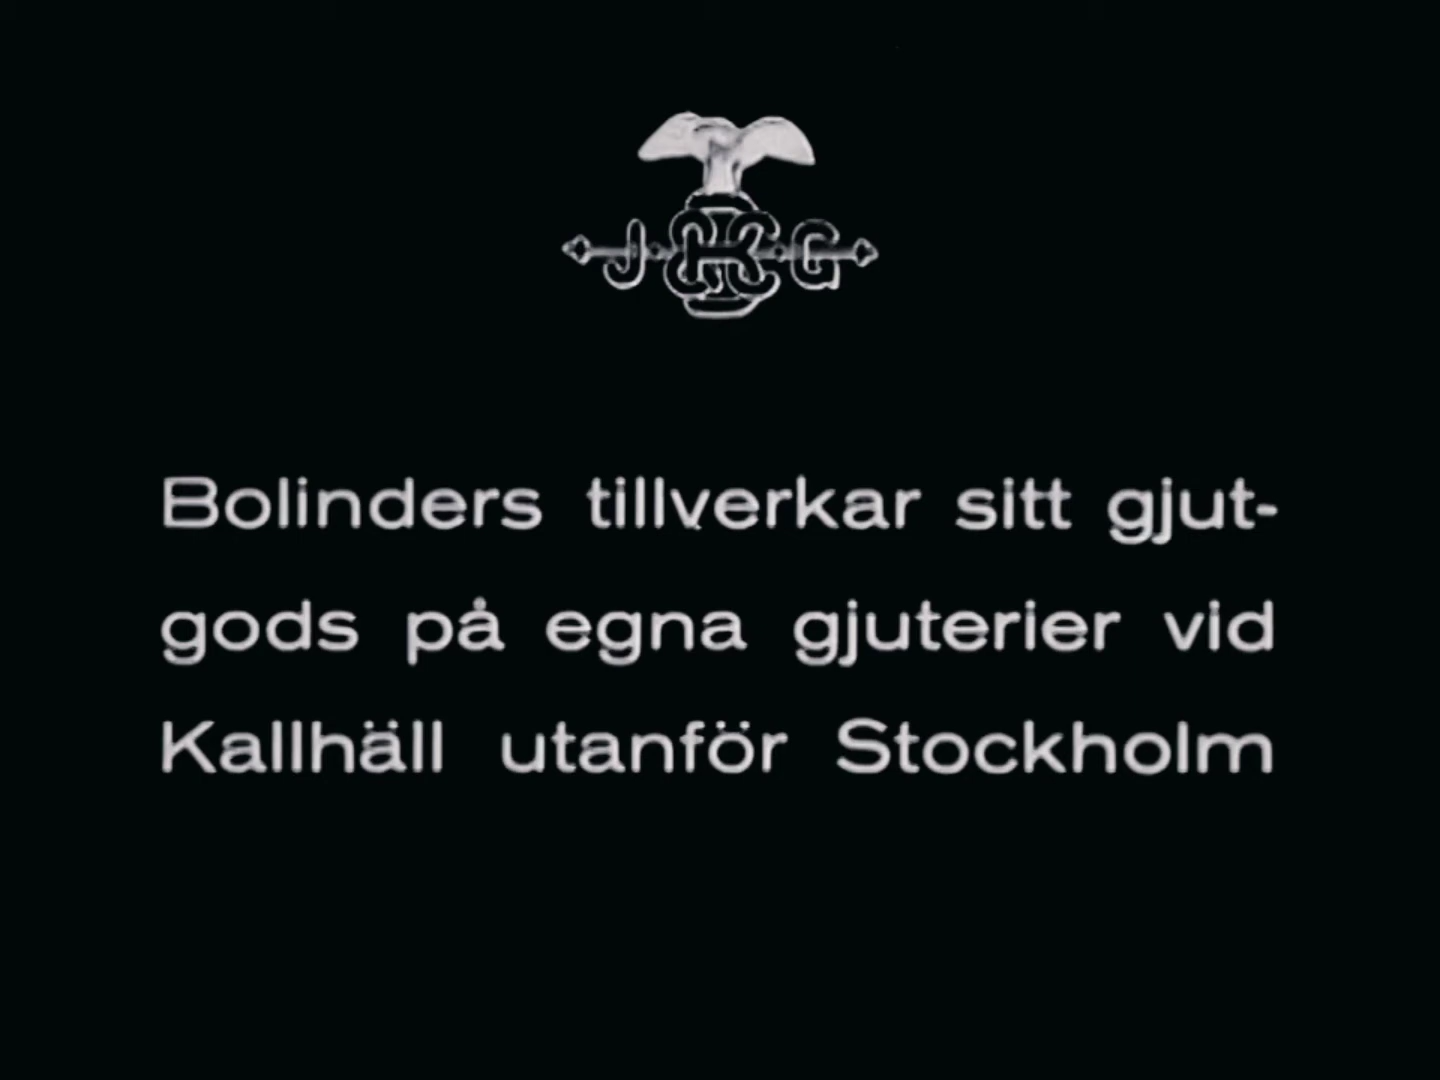 Bolinders tillverkar sitt gjut-
gods på egna gjuterier vid
Kallhäll utanför Stockholm